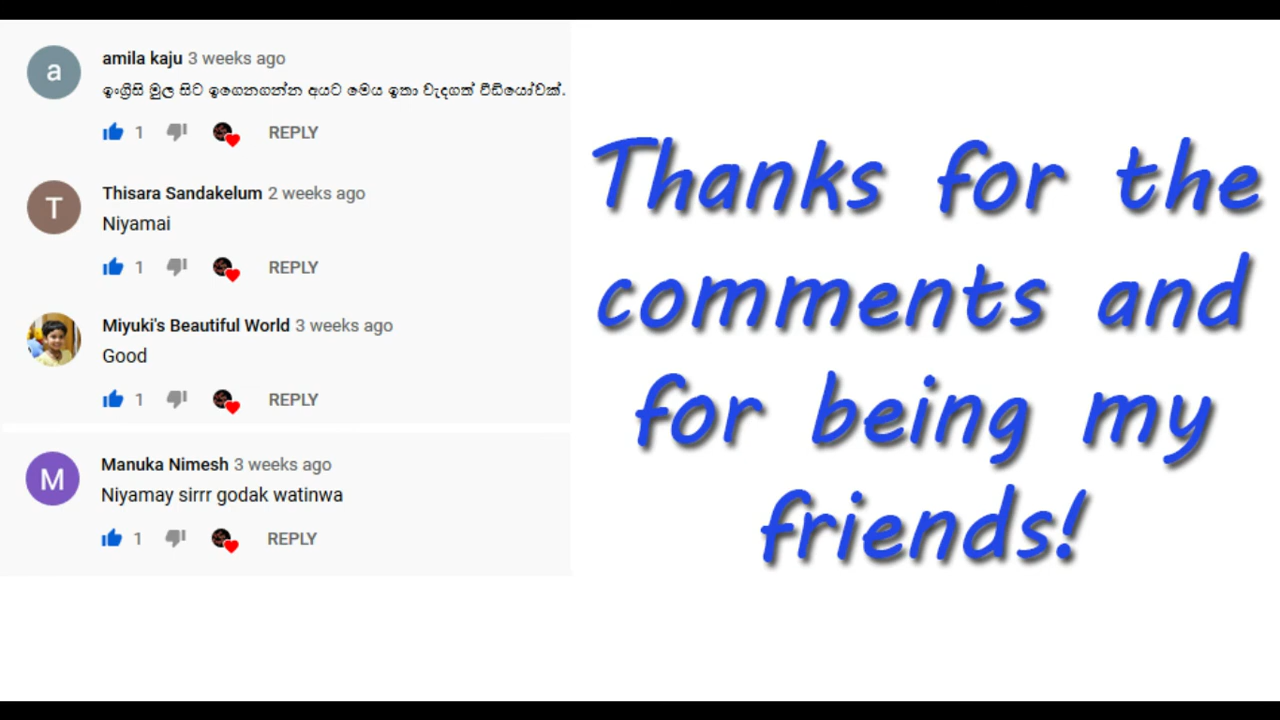 amila kaju 3 weeks ago
ඉංග්‍රිසි මුල සිට ඉගෙනගන්න අයට මෙය ඉතා වැදගත් වීඩියෝවක්.
1 REPLY
Thisara Sandakelum 2 weeks ago
Niyamai
1 REPLY
Miyuki's Beautiful World 3 weeks ago
Good
1 REPLY
Manuka Nimesh 3 weeks ago
Niyamay sirrr godak watinwa
1 REPLY
Thanks for the
comments and
for being my
friends!
a
T
M